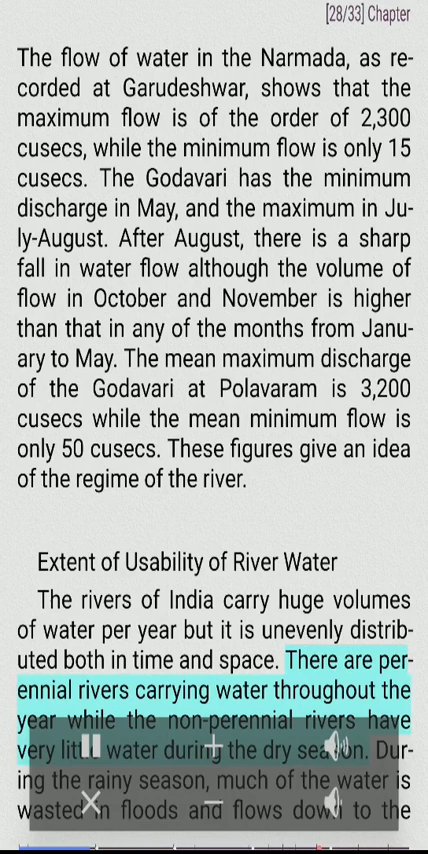 [28/33] Chapter
The flow of water in the Narmada, as re-
corded at Garudeshwar, shows that the
maximum flow is of the order of 2,300
cusecs, while the minimum flow is only 15
cusecs. The Godavari has the minimum
discharge in May, and the maximum in Ju-
ly-August. After August, there is a sharp
fall in water flow although the volume of
flow in October and November is higher
than that in any of the months from Janu-
ary to May. The mean maximum discharge
of the Godavari at Polavaram is 3,200
cusecs while the mean minimum flow is
only 50 cusecs. These figures give an idea
of the regime of the river.
Extent of Usability of River Water
The rivers of India carry huge volumes
of water per year but it is unevenly distrib-
uted both in time and space. There are per-
ennial rivers carrying water throughout the
year while the non-perennial rivers have
very little water during the dry season. Dur-
ing the rainy season, much of the water is
wasted in floods and flows down to the